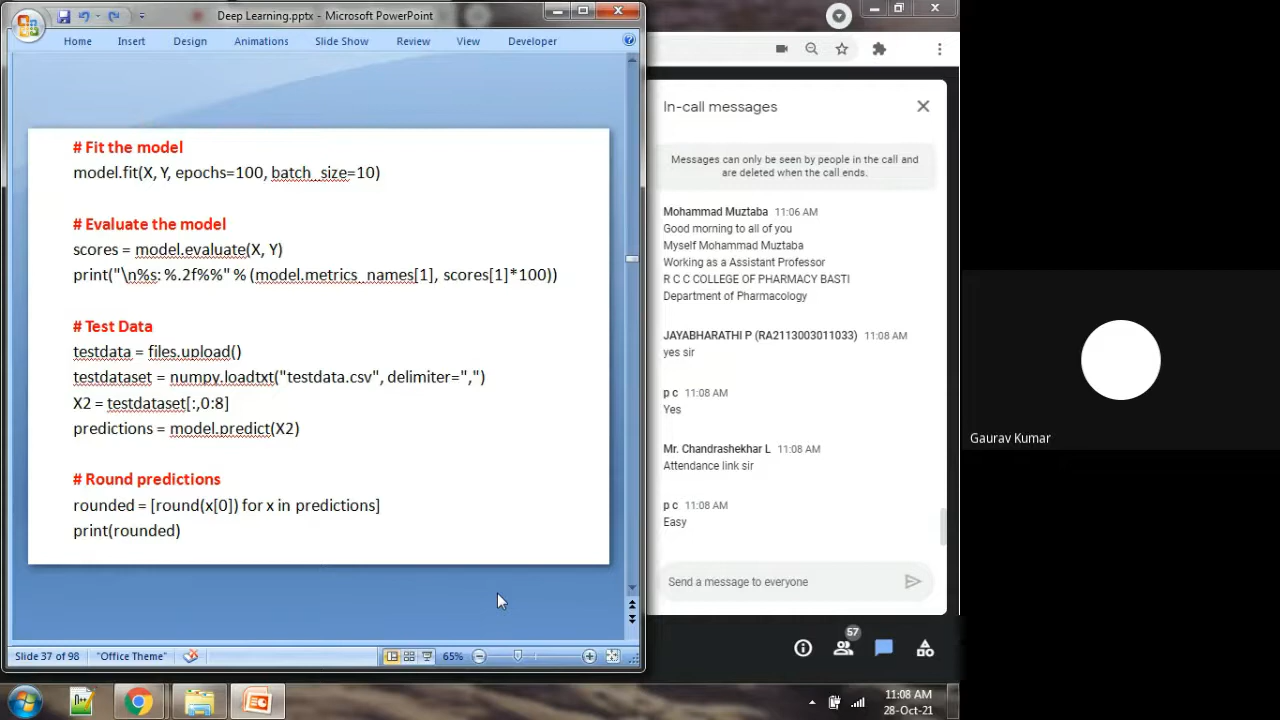 Deep Learning.pptx - Microsoft PowerPoint
Home Insert Design Animations Slide Show Review View Developer
# Fit the model
model.fit(X, Y, epochs=100, batch_size=10)
# Evaluate the model
scores = model.evaluate(X, Y)
print("\n%s: %.2f%%" % (model.metrics_names[1], scores[1]*100))
# Test Data
testdata = files.upload()
testdataset = numpy.loadtxt("testdata.csv", delimiter=",")
X2 = testdataset[:,0:8]
predictions = model.predict(X2)
# Round predictions
rounded = [round(x[0]) for x in predictions]
print(rounded)
Slide 37 of 98 "Office Theme" 65%
In-call messages
Messages can only be seen by people in the call and
are deleted when the call ends.
Mohammad Muztaba 11:06 AM
Good morning to all of you
Myself Mohammad Muztaba
Working as a Assistant Professor
R C C COLLEGE OF PHARMACY BASTI
Department of Pharmacology
JAYABHARATHI P (RA2113003011033) 11:08 AM
yes sir
p c 11:08 AM
Yes
Mr. Chandrashekhar L 11:08 AM
Attendance link sir
p c 11:08 AM
Easy
Send a message to everyone
57
Gaurav Kumar
11:08 AM
28-Oct-21